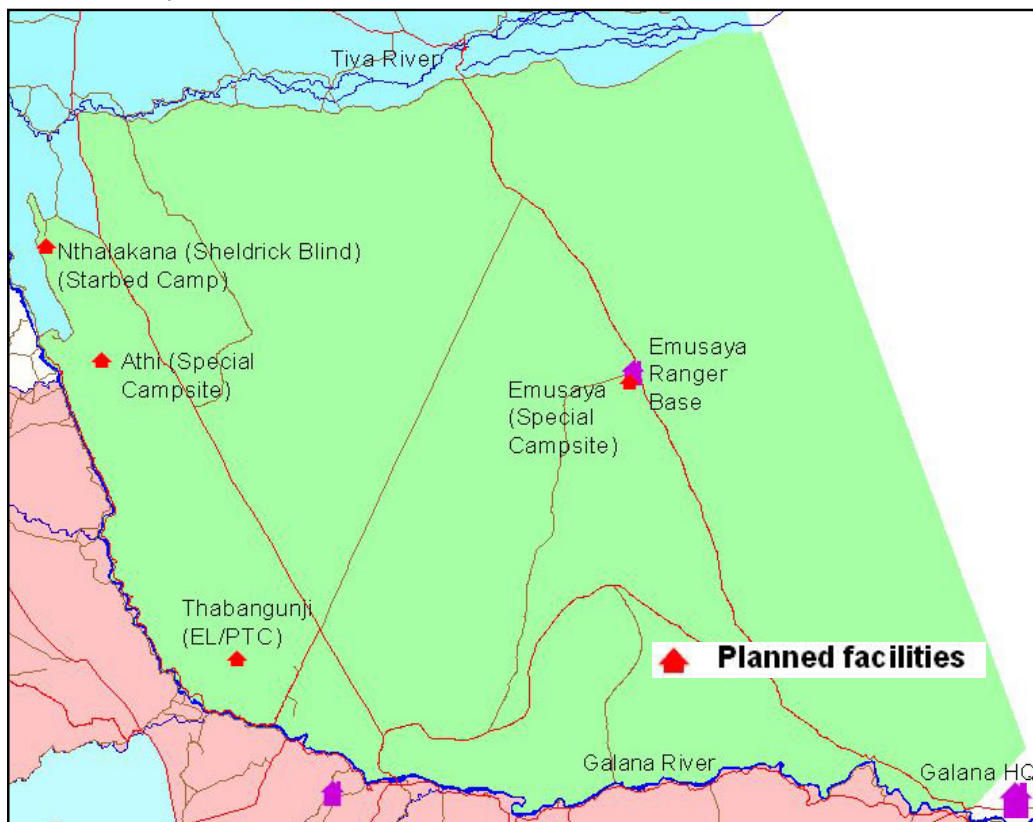 Tiva River
Nthalakana (Sheldrick Blind)
(Starbed Camp)
Athi (Special
Campsite)
Emusaya
Ranger
Base
Emusaya
(Special
Campsite)
Thabangunji
(EL/PTC)
Planned facilities
Galana River
Galana HQ